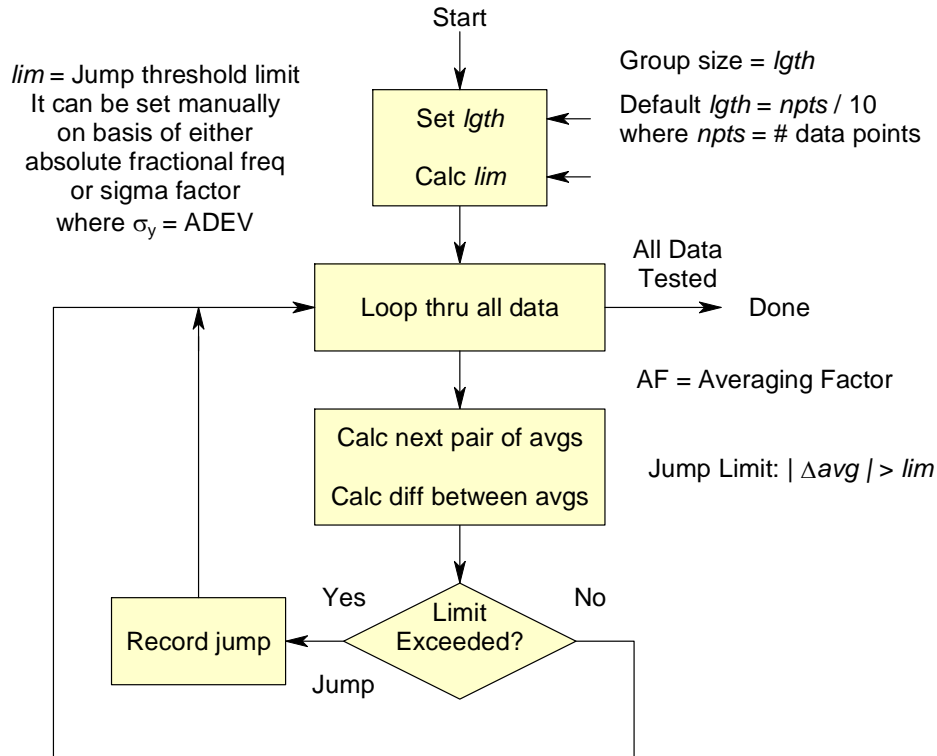 Start
lim = Jump threshold limit
It can be set manually
on basis of either
absolute fractional freq
or sigma factor
where σy = ADEV
Set lgth
Calc lim
Group size = lgth
Default lgth = npts / 10
where npts = # data points
Loop thru all data
All Data
Tested
Done
AF = Averaging Factor
Calc next pair of avgs
Calc diff between avgs
Jump Limit: | Δavg | > lim
Limit
Exceeded?
Yes
No
Record jump
Jump